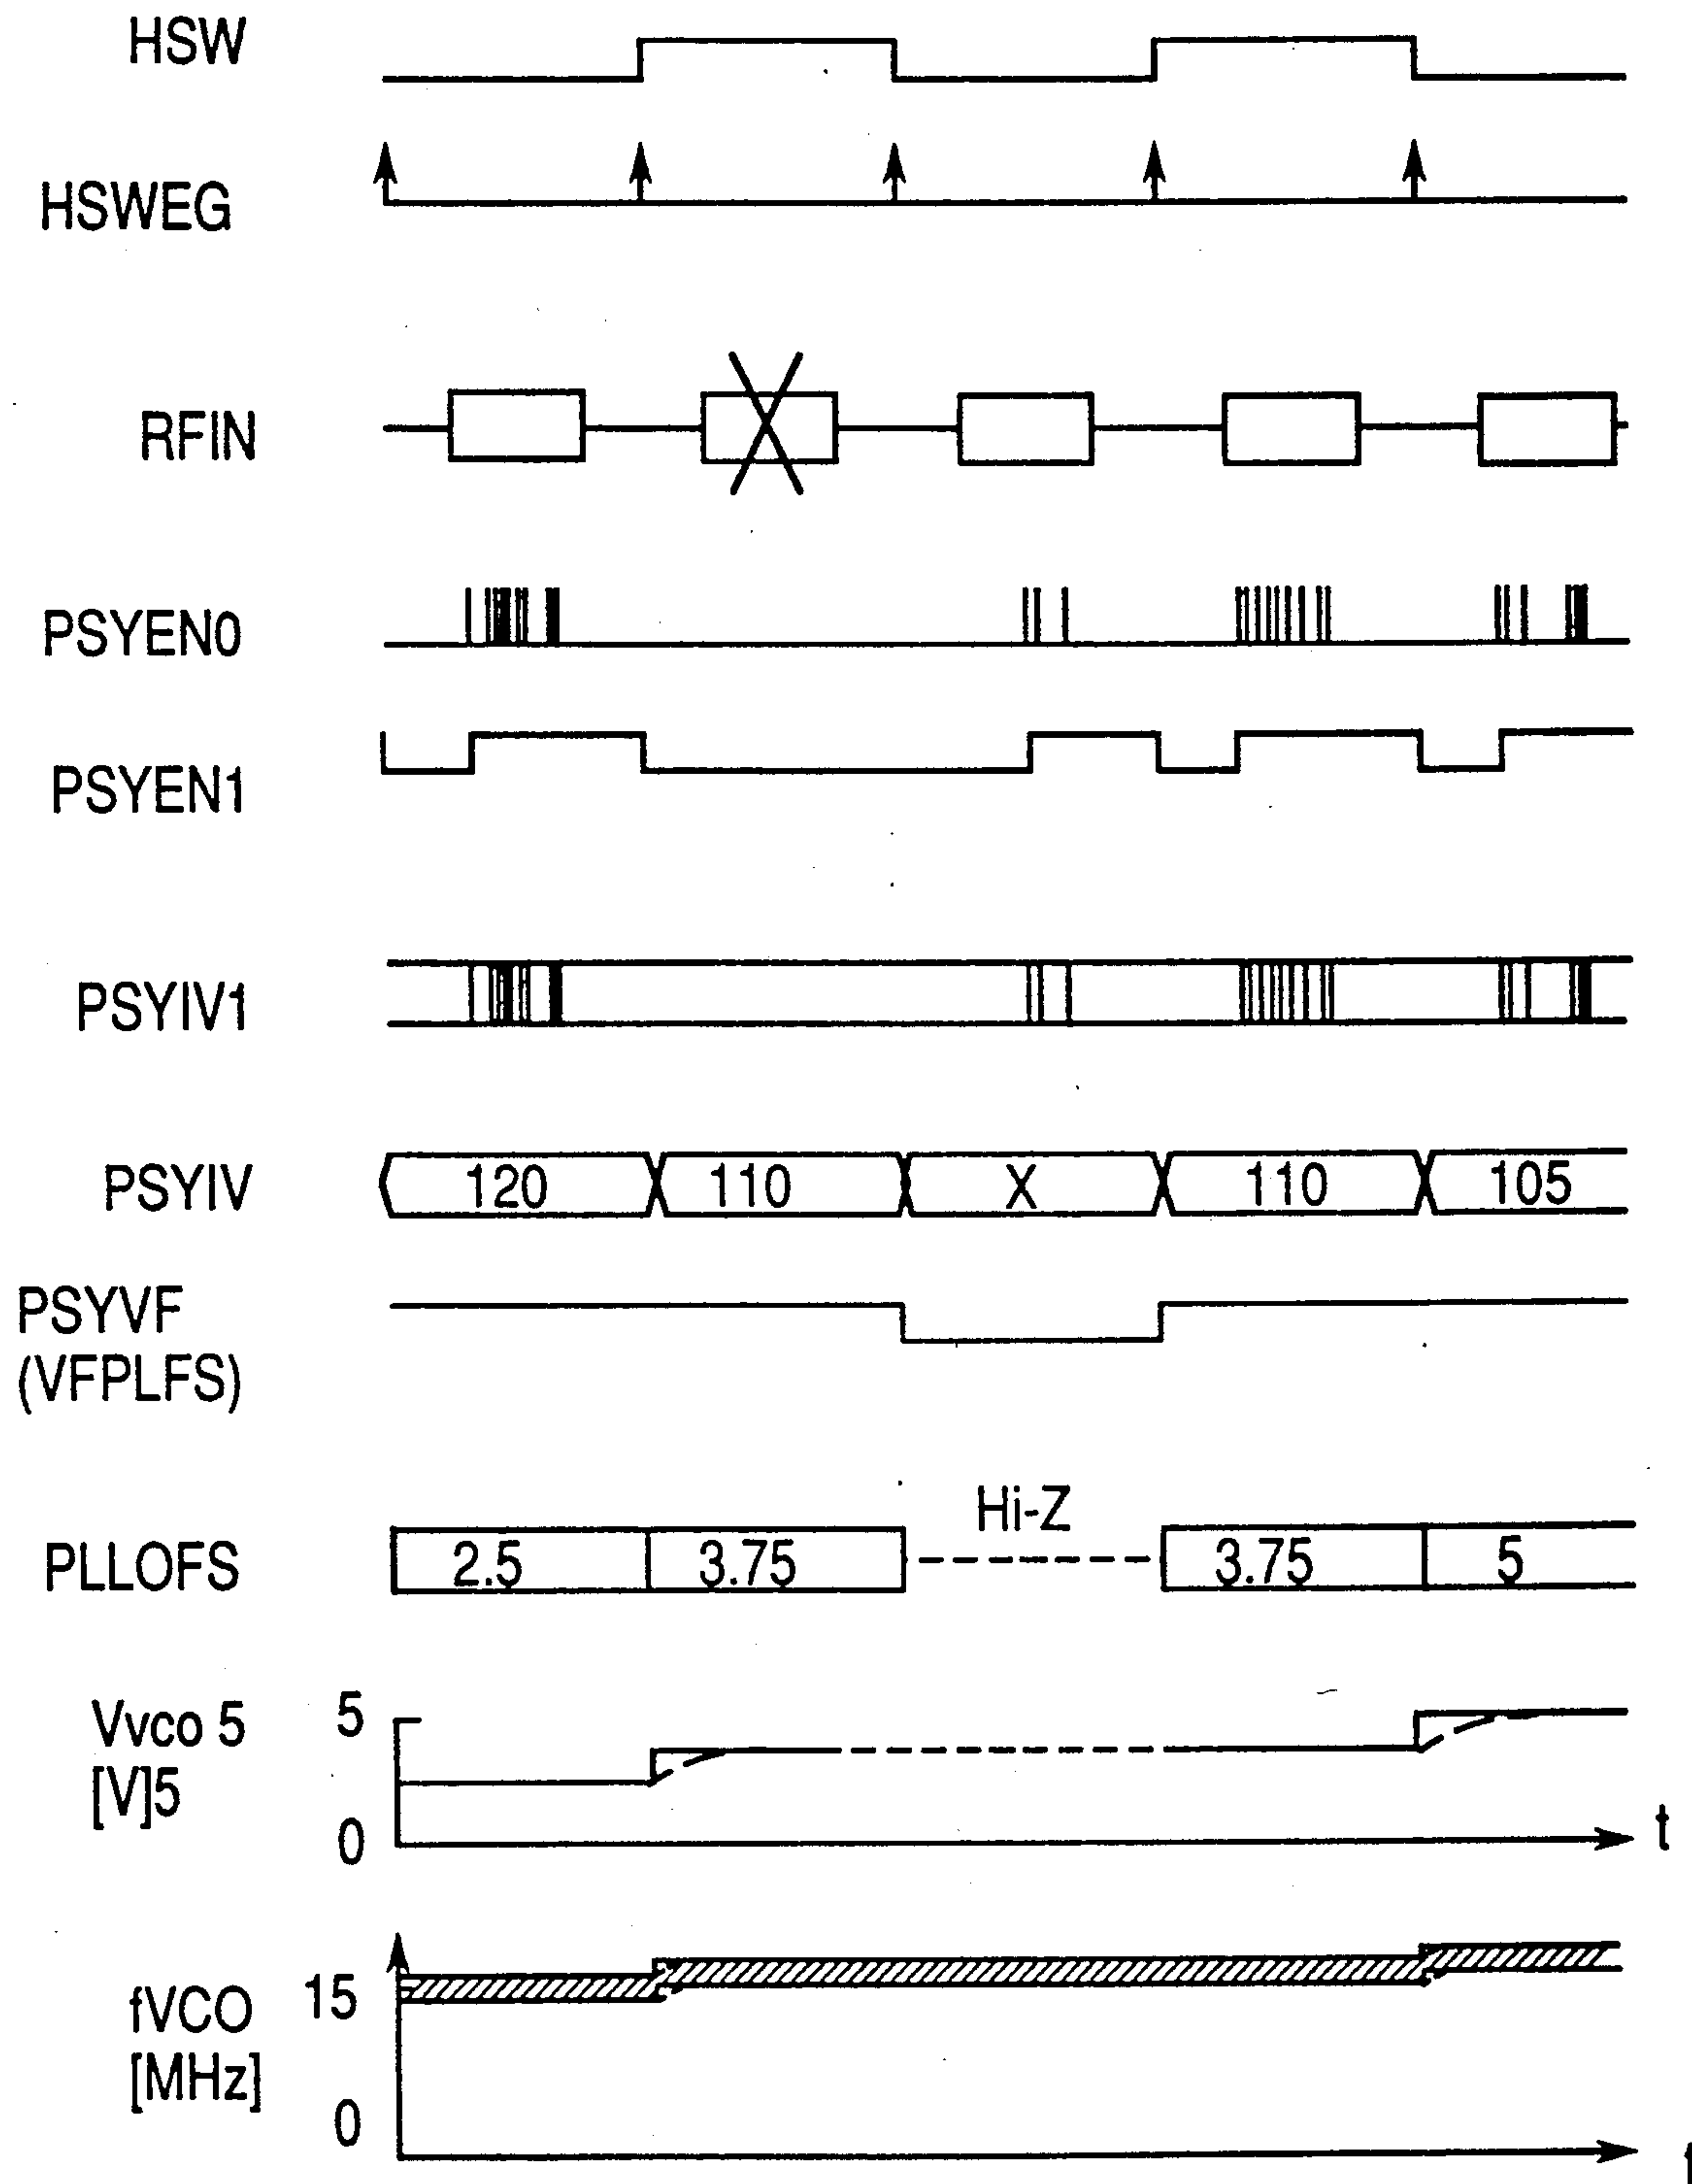 HSW
HSWEG
RFIN
PSYEN0
PSYEN1
PSYIV1
PSYIV 120 110 X 110 105
PSYVF
(VFPLFS)
Hi-Z
PLLOFS 2.5 3.75 3.75 5
Vvco 5 5
[V]5
0 t
fVCO 15
[MHz]
0